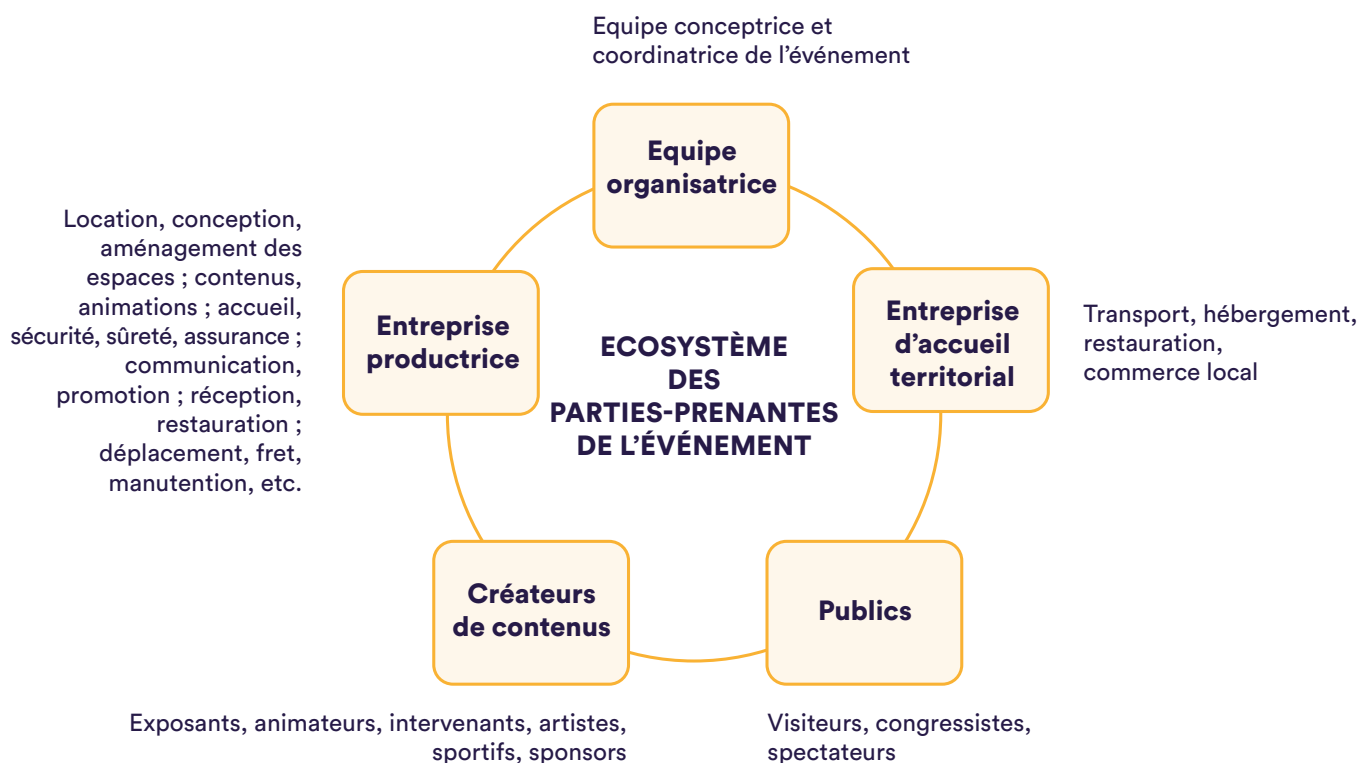 Equipe conceptrice et
coordinatrice de l'événement
Equipe
organisatrice
Location, conception,
aménagement des
espaces ; contenus,
animations ; accueil,
sécurité, sûreté, assurance ;
communication,
promotion ; réception,
restauration ;
déplacement, fret,
manutention, etc.
Entreprise
productrice
ECOSYSTÈME
DES
PARTIES-PRENANTES
DE L'ÉVÉNEMENT
Entreprise
d'accueil
territorial
Transport, hébergement,
restauration,
commerce local
Créateurs
de contenus
Publics
Exposants, animateurs, intervenants, artistes,
sportifs, sponsors
Visiteurs, congressistes,
spectateurs